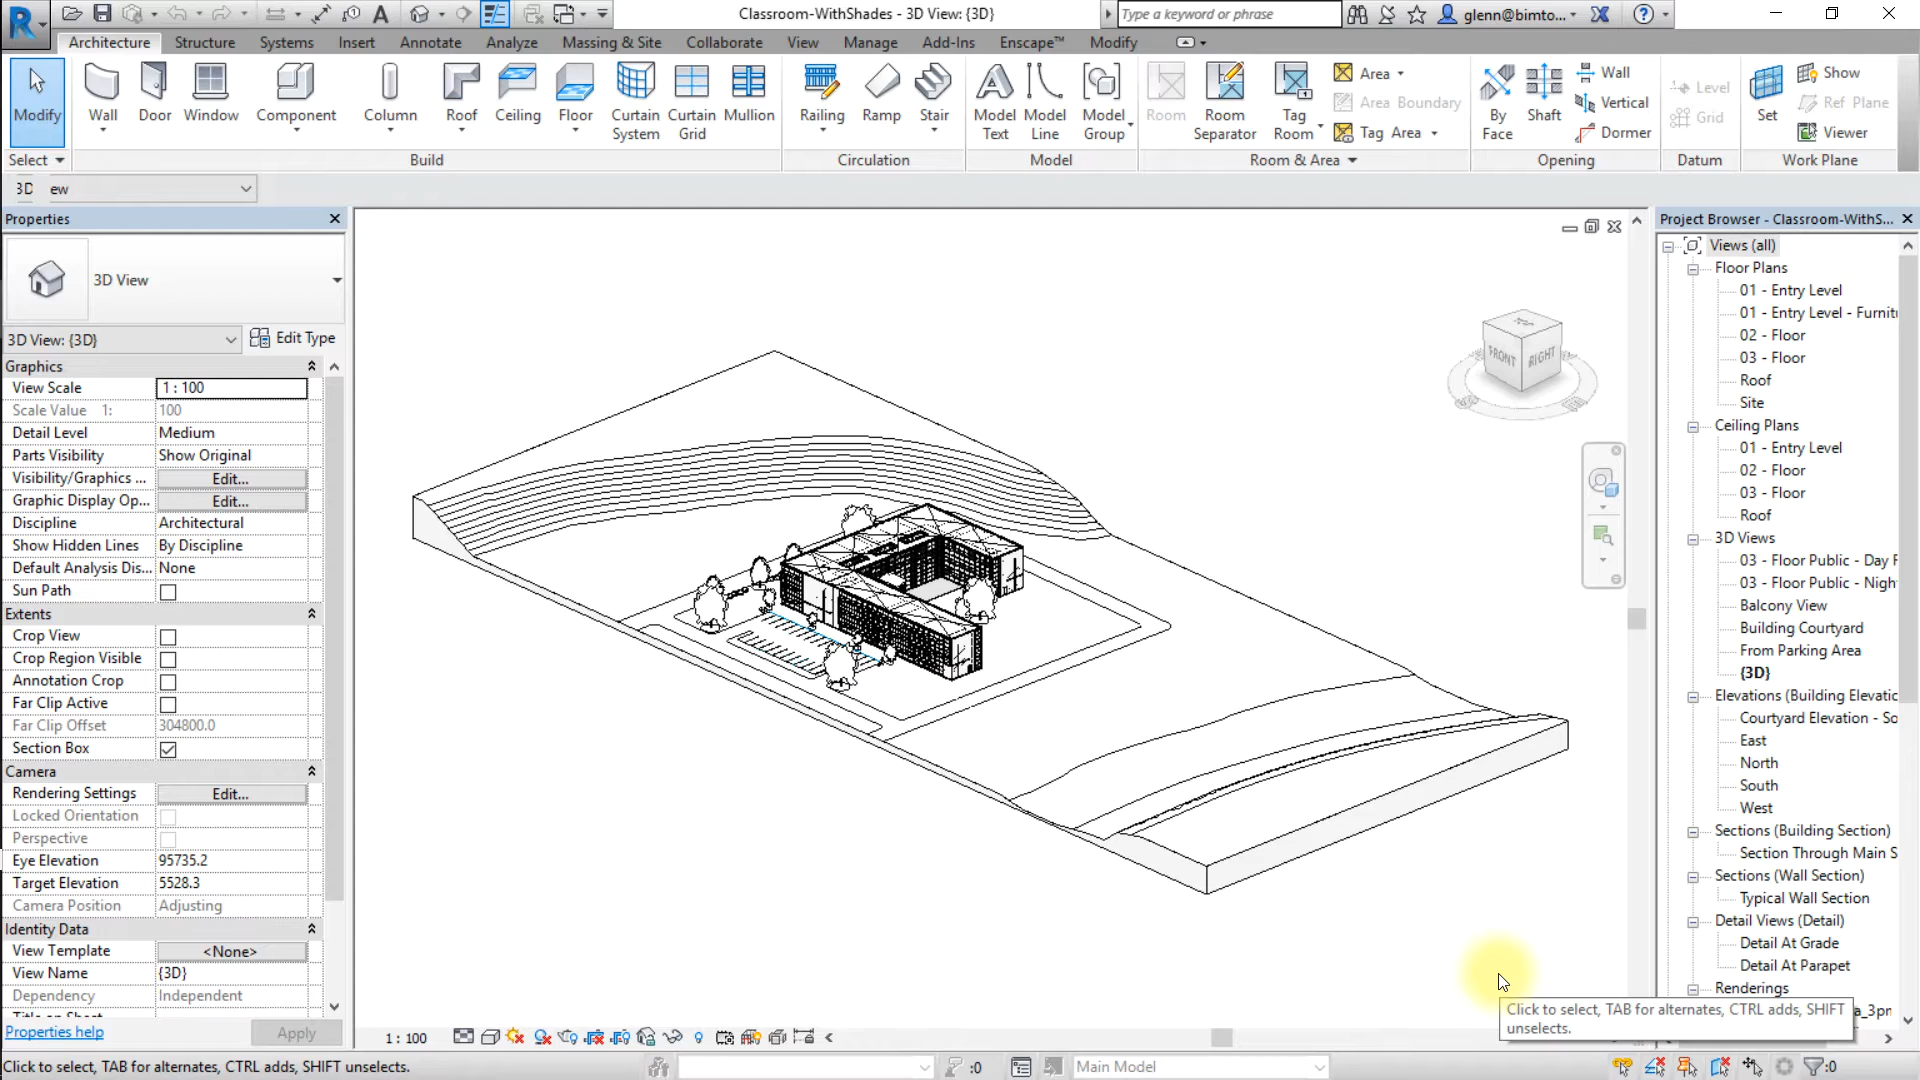 Classroom-WithShades - 3D View: {3D}
Type a keyword or phrase
glenn@bimto...
Architecture Structure Systems Insert Annotate Analyze Massing & Site Collaborate View Manage Add-Ins Enscape™ Modify
Modify
Wall
Door
Window
Component
Column
Roof
Ceiling
Floor
Curtain System
Curtain Grid
Mullion
Railing
Ramp
Stair
Model Text
Model Line
Model Group
Room
Room Separator
Tag Room
Area
Area Boundary
Tag Area
By Face
Shaft
Wall
Vertical
Dormer
Level
Grid
Set
Show
Ref Plane
Viewer
Select
Build
Circulation
Model
Room & Area
Opening
Datum
Work Plane
3D ew
Properties
3D View
3D View: {3D}
Edit Type
Graphics
View Scale 1 : 100
Scale Value 1: 100
Detail Level Medium
Parts Visibility Show Original
Visibility/Graphics ... Edit...
Graphic Display Op... Edit...
Discipline Architectural
Show Hidden Lines By Discipline
Default Analysis Dis... None
Sun Path
Extents
Crop View
Crop Region Visible
Annotation Crop
Far Clip Active
Far Clip Offset 304800.0
Section Box
Camera
Rendering Settings Edit...
Locked Orientation
Perspective
Eye Elevation 95735.2
Target Elevation 5528.3
Camera Position Adjusting
Identity Data
View Template <None>
View Name {3D}
Dependency Independent
Properties help
Apply
FRONT
RIGHT
Project Browser - Classroom-WithS...
Views (all)
Floor Plans
01 - Entry Level
01 - Entry Level - Furnitu
02 - Floor
03 - Floor
Roof
Site
Ceiling Plans
01 - Entry Level
02 - Floor
03 - Floor
Roof
3D Views
03 - Floor Public - Day
03 - Floor Public - Nigh
Balcony View
Building Courtyard
From Parking Area
{3D}
Elevations (Building Elevatic
Courtyard Elevation - So
East
North
South
West
Sections (Building Section)
Section Through Main S
Sections (Wall Section)
Typical Wall Section
Detail Views (Detail)
Detail At Grade
Detail At Parapet
Renderings
Click to select, TAB for alternates, CTRL adds, SHIFT
unselects.
1 : 100
Click to select, TAB for alternates, CTRL adds, SHIFT unselects.
:0
Main Model
:0